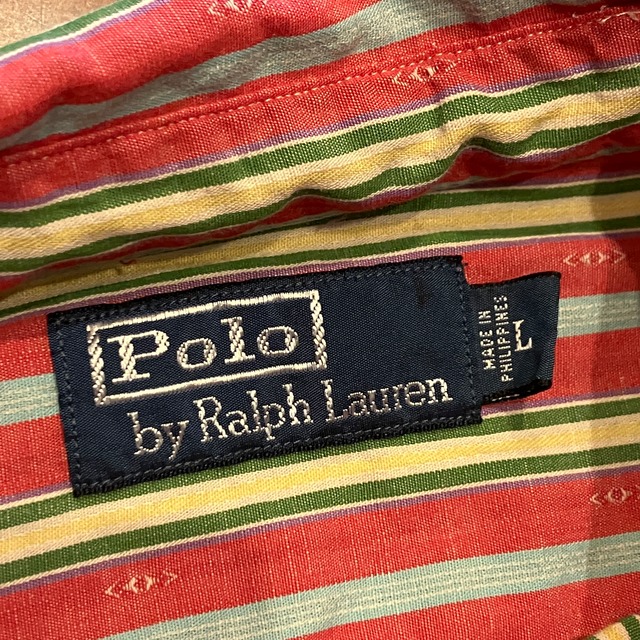 Polo
by Ralph Lauren
MADE IN
PHILIPPINES
L